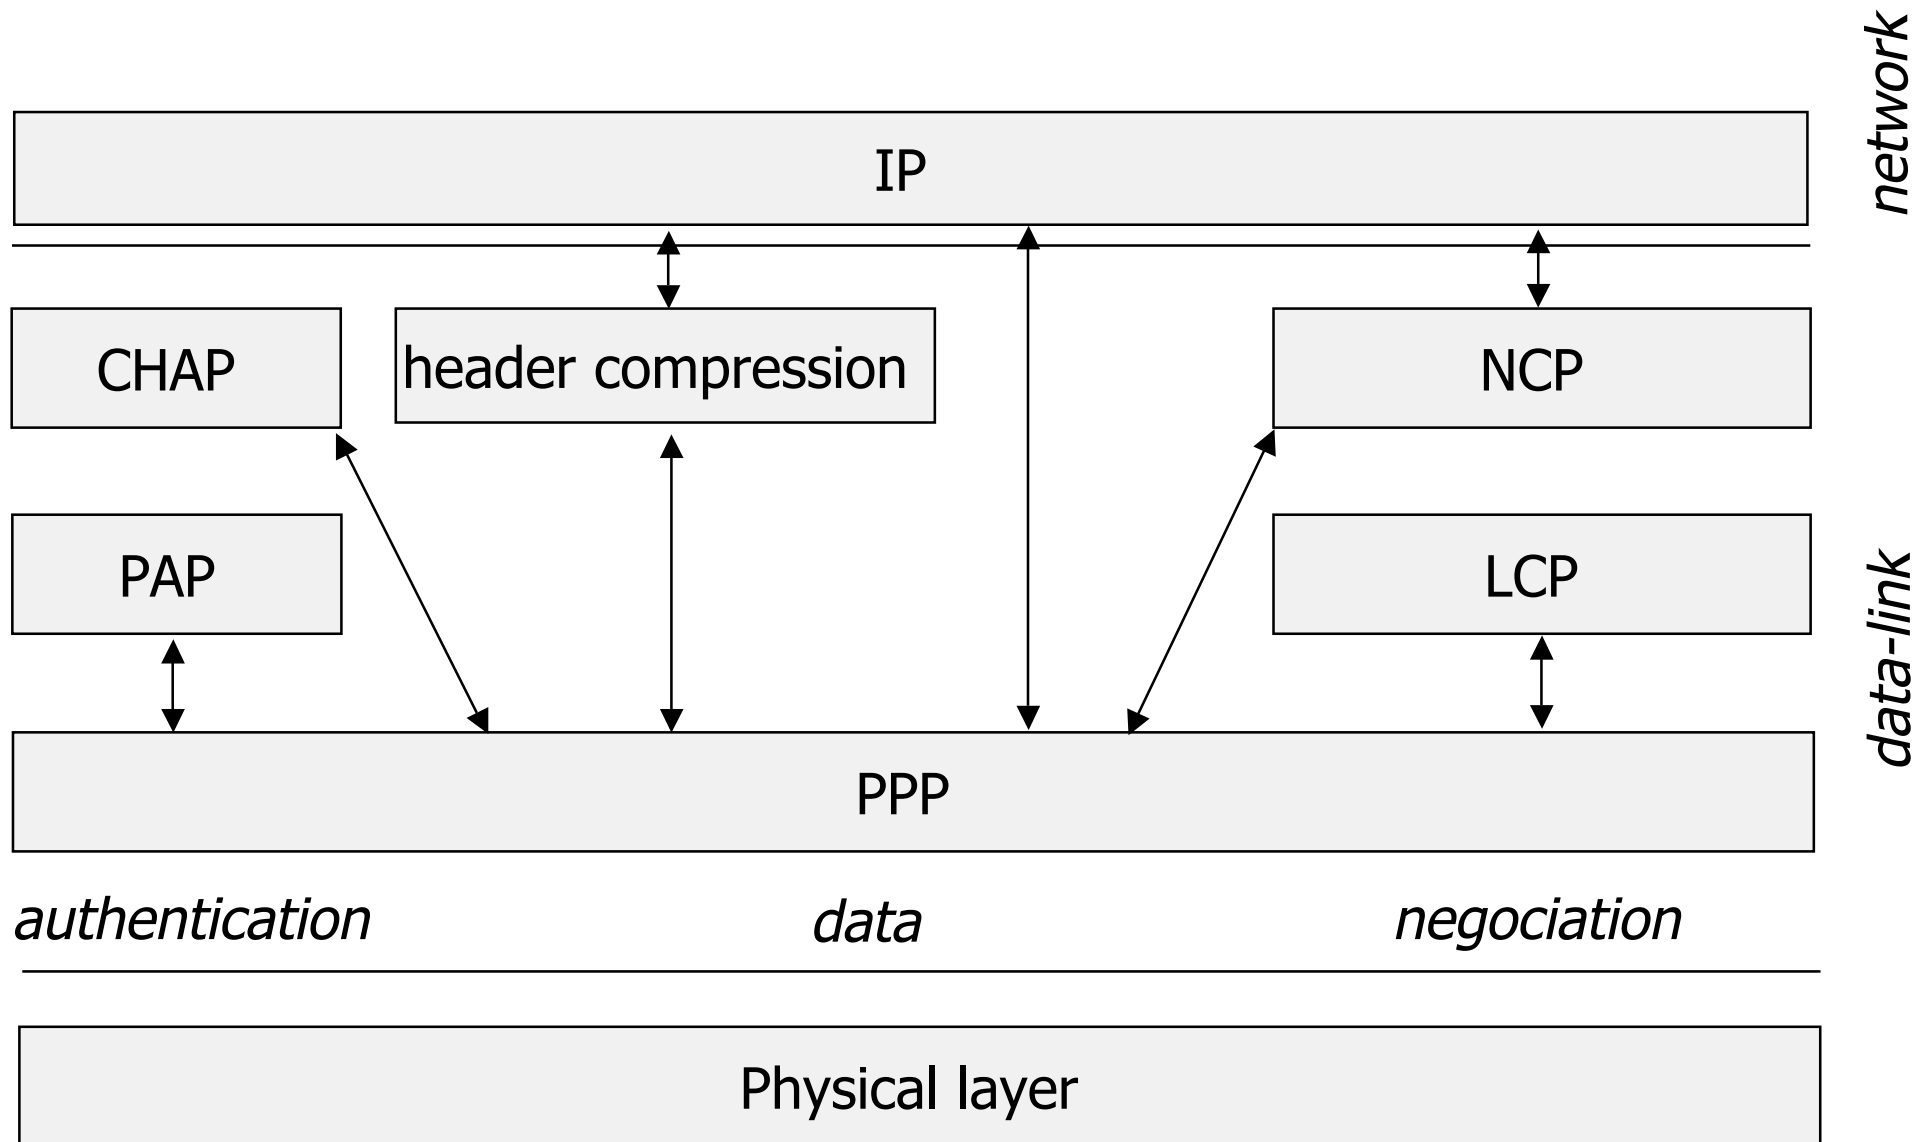 network
IP
CHAP
header compression
NCP
PAP
LCP
data-link
PPP
authentication
data
negociation
Physical layer